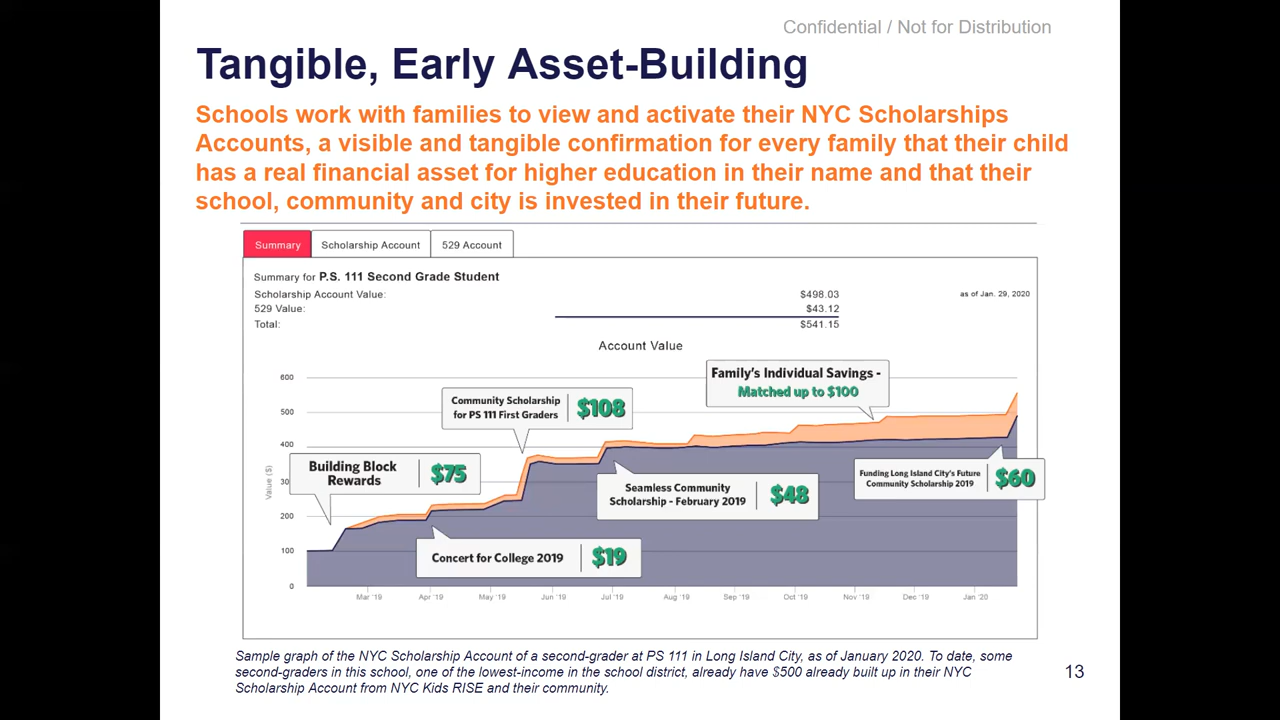 Confidential / Not for Distribution
Tangible, Early Asset-Building
Schools work with families to view and activate their NYC Scholarships
Accounts, a visible and tangible confirmation for every family that their child
has a real financial asset for higher education in their name and that their
school, community and city is invested in their future.
Summary
Scholarship Account
529 Account
Summary for P.S. 111 Second Grade Student
Scholarship Account Value: $498.03 as of Jan. 29, 2020
529 Value: $43.12
Total: $541.15
Account Value
Value ($)
600
500
400
30
200
100
0
Building Block
Rewards
$75
Concert for College 2019 $19
Community Scholarship
for PS 111 First Graders
$108
Seamless Community
Scholarship - February 2019
$48
Family's Individual Savings -
Matched up to $100
Funding Long Island City's Future
Community Scholarship 2019
$60
Mar '19 Apr '19 May '19 Jun '19 Jul '19 Aug '19 Sep '19 Oct '19 Nov '19 Dec '19 Jan '20
Sample graph of the NYC Scholarship Account of a second-grader at PS 111 in Long Island City, as of January 2020. To date, some
second-graders in this school, one of the lowest-income in the school district, already have $500 already built up in their NYC
Scholarship Account from NYC Kids RISE and their community.
13